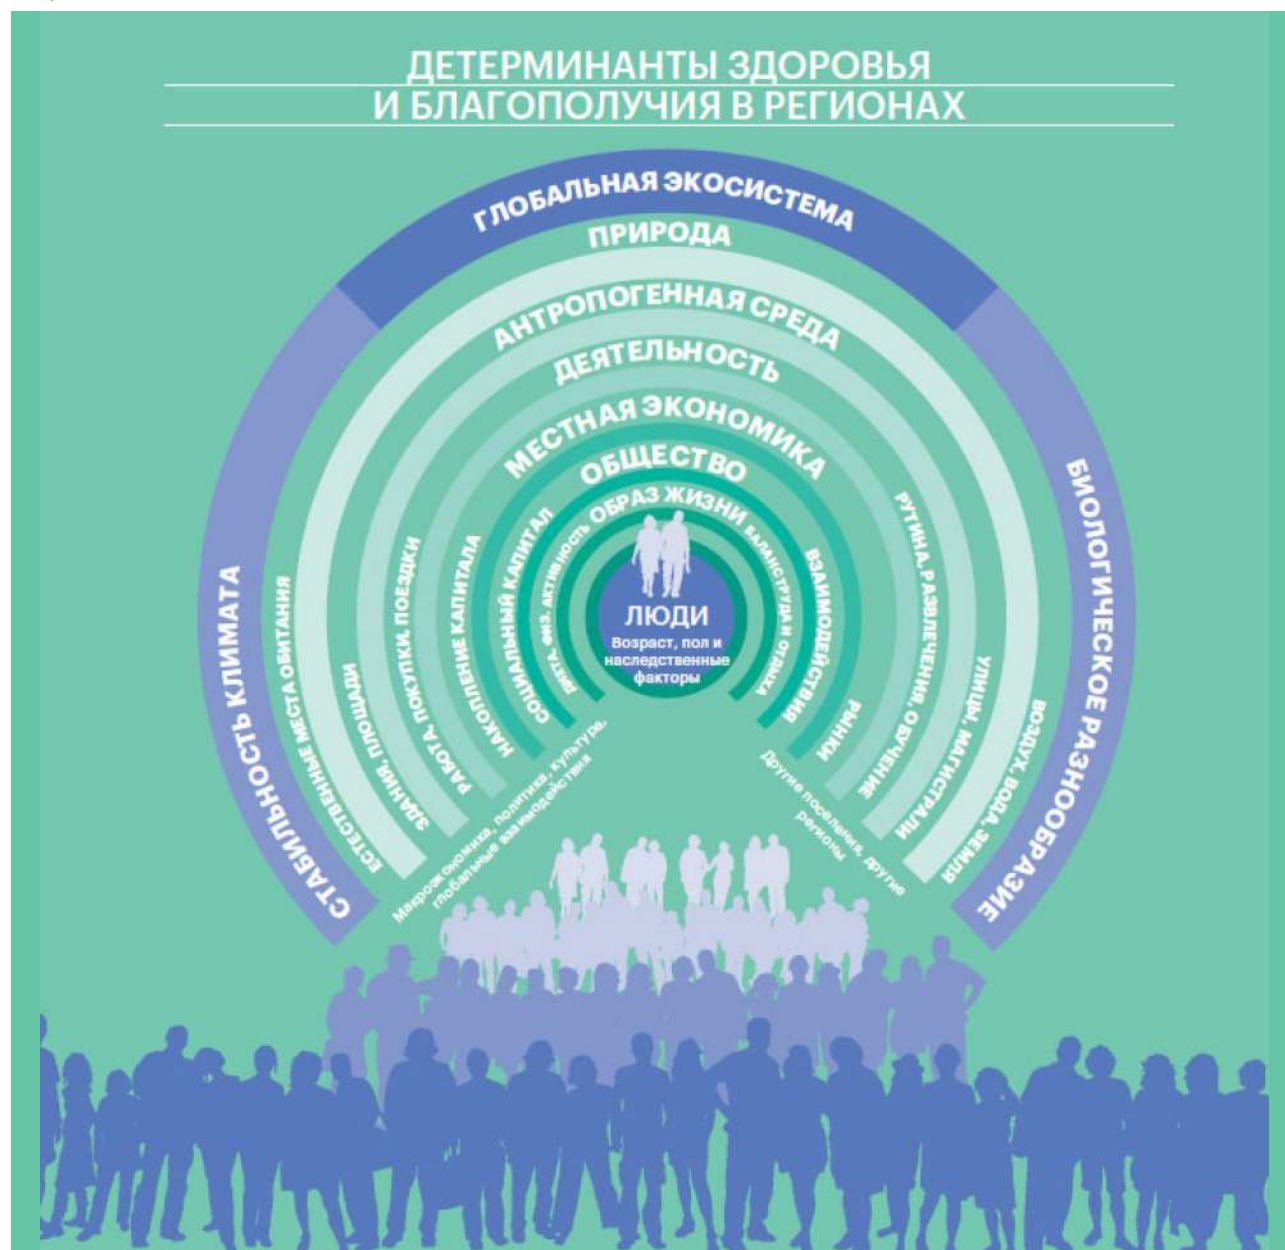 ДЕТЕРМИНАНТЫ ЗДОРОВЬЯ
И БЛАГОПОЛУЧИЯ В РЕГИОНАХ
ГЛОБАЛЬНАЯ ЭКОСИСТЕМА
СТАБИЛЬНОСТЬ КЛИМАТА
БИОЛОГИЧЕСКОЕ РАЗНООБРАЗИЕ
ПРИРОДА
ЕСТЕСТВЕННЫЕ МЕСТА ОБИТАНИЯ
ВОЗДУХ, ВОДА, ЗЕМЛЯ
АНТРОПОГЕННАЯ СРЕДА
ЗДАНИЯ, ПЛОЩАДИ
УЛИЦЫ, МАГИСТРАЛИ
ДЕЯТЕЛЬНОСТЬ
РАБОТА, ПОКУПКИ, ПОЕЗДКИ
РУТИНА, РАЗВЛЕЧЕНИЯ, ОБУЧЕНИЕ
МЕСТНАЯ ЭКОНОМИКА
НАКОПЛЕНИЕ КАПИТАЛА
РЫНКИ
ОБЩЕСТВО
СОЦИАЛЬНЫЙ КАПИТАЛ
ВЗАИМОДЕЙСТВИЯ
ОБРАЗ ЖИЗНИ
ДИЕТА, ФИЗ. АКТИВНОСТЬ
БАЛАНС ТРУДА И ОТДЫХА
ЛЮДИ
Возраст, пол и
наследственные
факторы
Макроэкономика, политика, культура,
глобальные взаимодействия
Другие поселения, другие
регионы